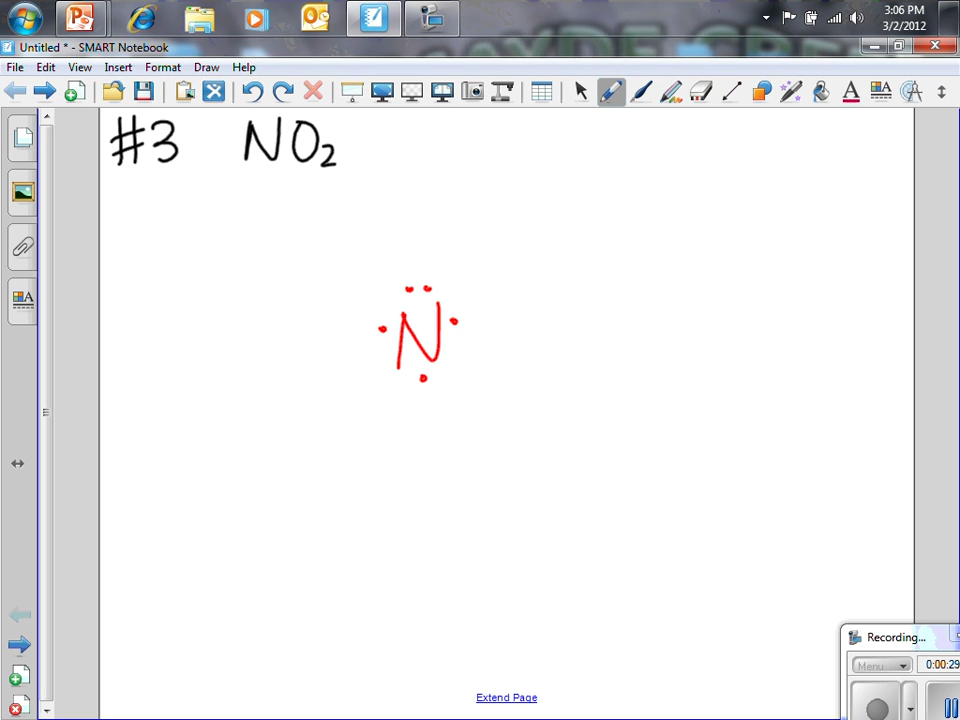 3:06 PM
3/2/2012
Untitled * - SMART Notebook
File Edit View Insert Format Draw Help
#3 NO₂
N
Recording...
Menu
0:00:29
Extend Page